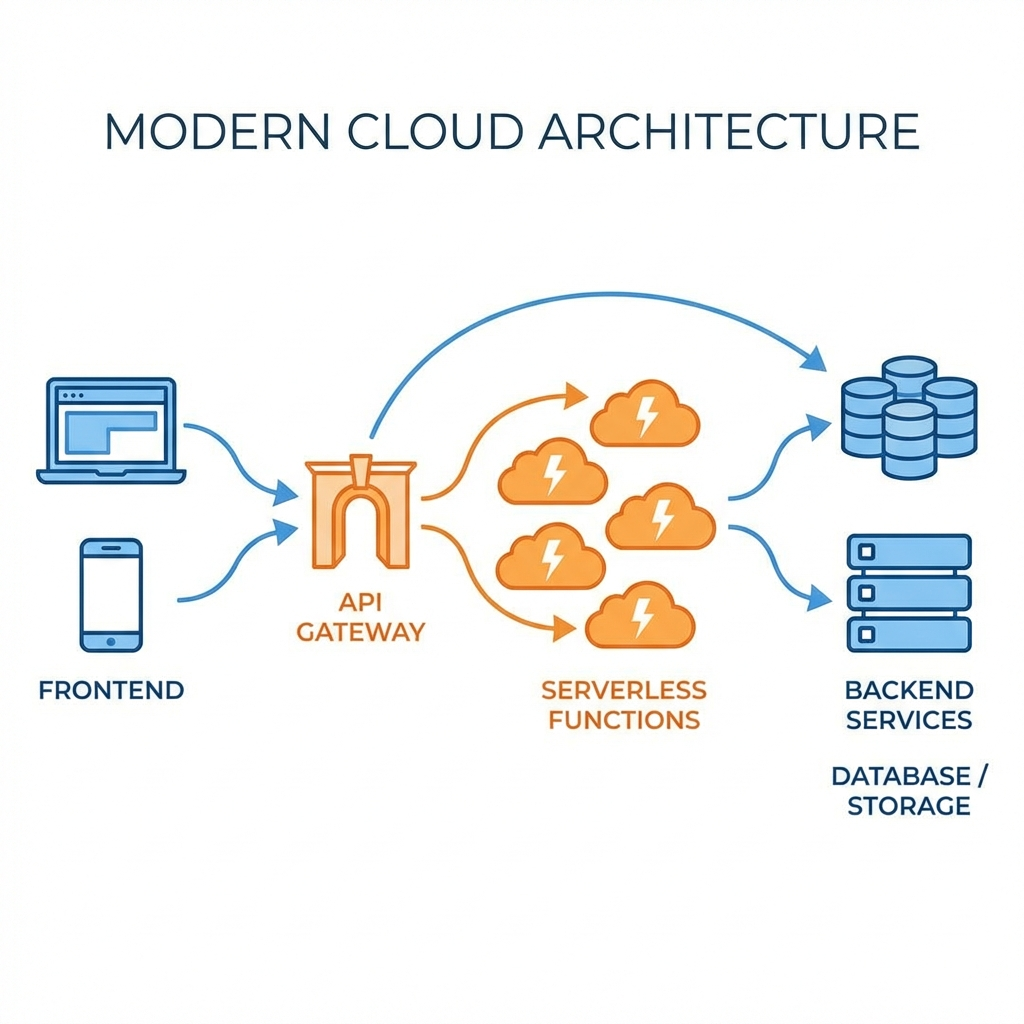 MODERN CLOUD ARCHITECTURE
API
GATEWAY
FRONTEND
SERVERLESS
FUNCTIONS
BACKEND
SERVICES
DATABASE /
STORAGE